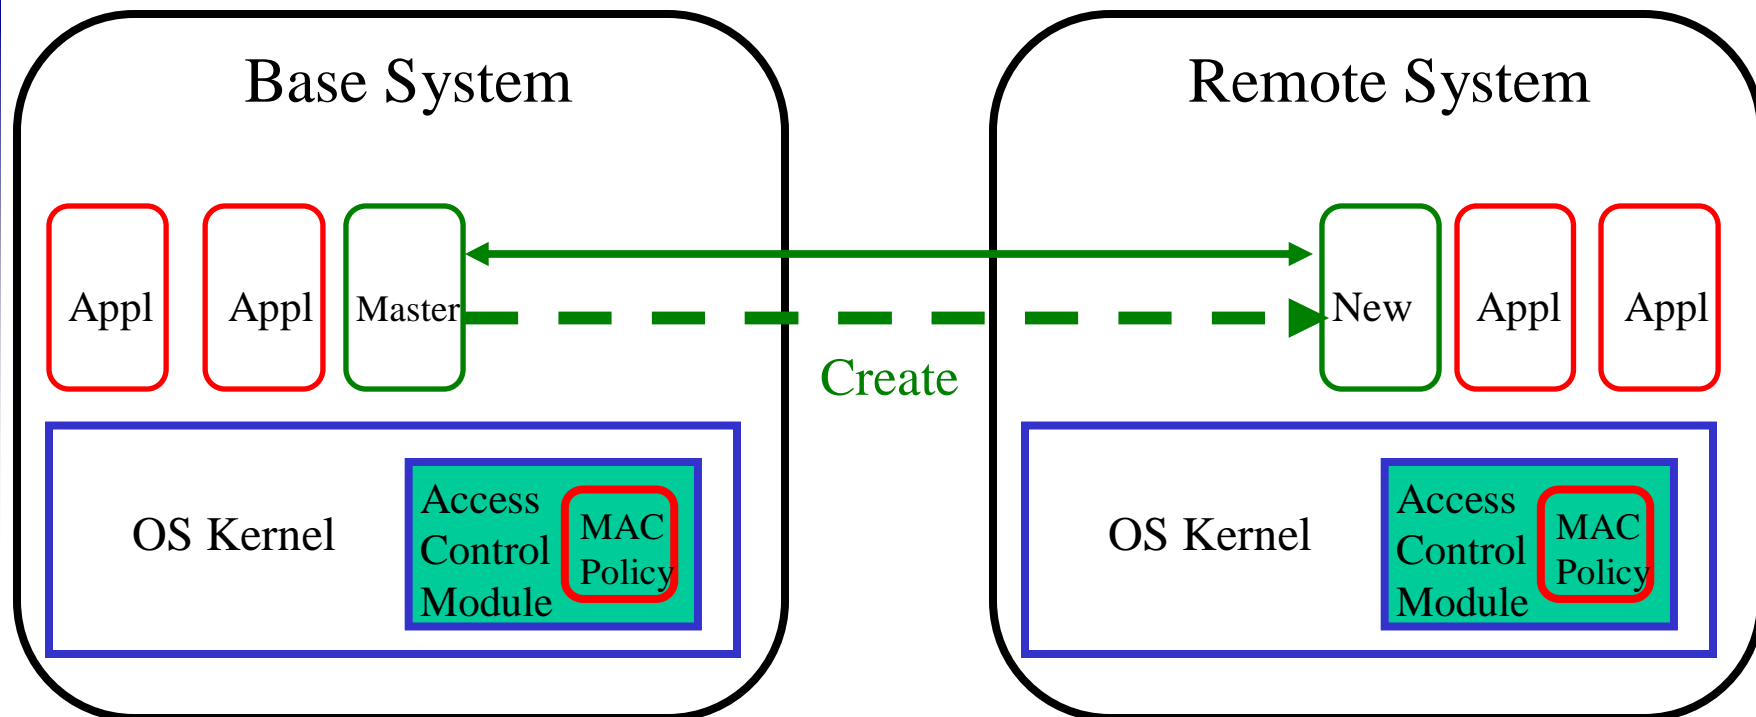 Base System
Remote System
Appl
Appl
Master
New
Appl
Appl
Create
OS Kernel
Access
Control
Module
MAC
Policy
OS Kernel
Access
Control
Module
MAC
Policy